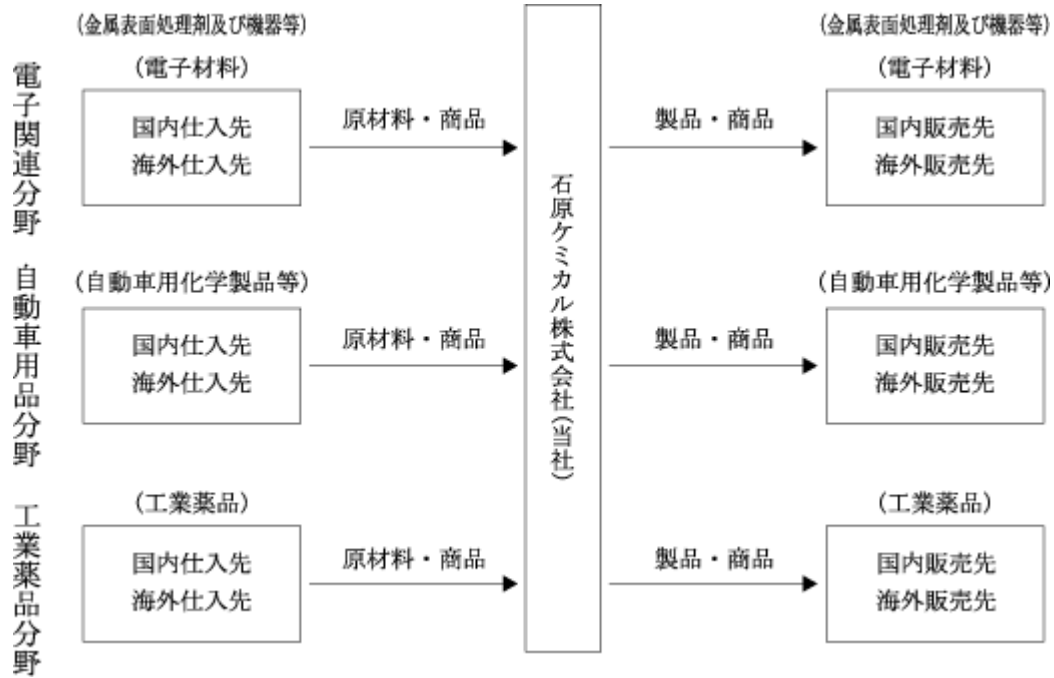 電子関連分野
(金属表面処理剤及び機器等)
(電子材料)
国内仕入先
海外仕入先
原材料・商品
石原ケミカル株式会社(当社)
製品・商品
(金属表面処理剤及び機器等)
(電子材料)
国内販売先
海外販売先
自動車用品分野
(自動車用化学製品等)
国内仕入先
海外仕入先
原材料・商品
製品・商品
(自動車用化学製品等)
国内販売先
海外販売先
工業薬品分野
(工業薬品)
国内仕入先
海外仕入先
原材料・商品
製品・商品
(工業薬品)
国内販売先
海外販売先